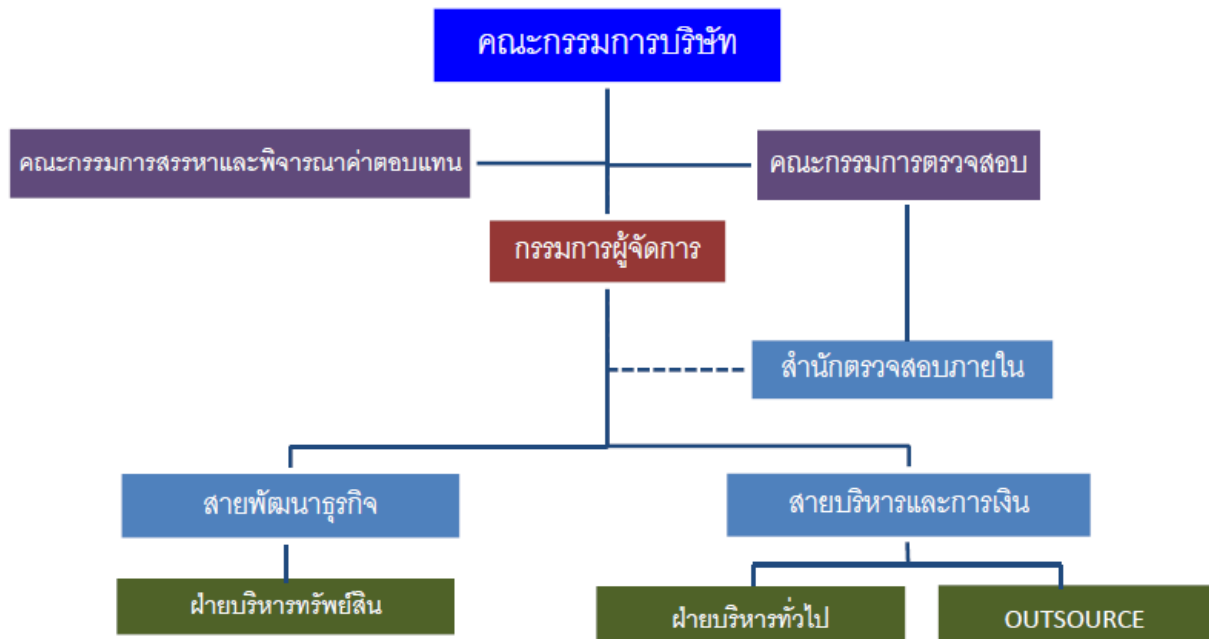 คณะกรรมการบริษัท
คณะกรรมการสรรหาและพิจารณาค่าตอบแทน
คณะกรรมการตรวจสอบ
กรรมการผู้จัดการ
สำนักตรวจสอบภายใน
สายพัฒนาธุรกิจ
สายบริหารและการเงิน
ฝ่ายบริหารทรัพย์สิน
ฝ่ายบริหารทั่วไป
OUTSOURCE